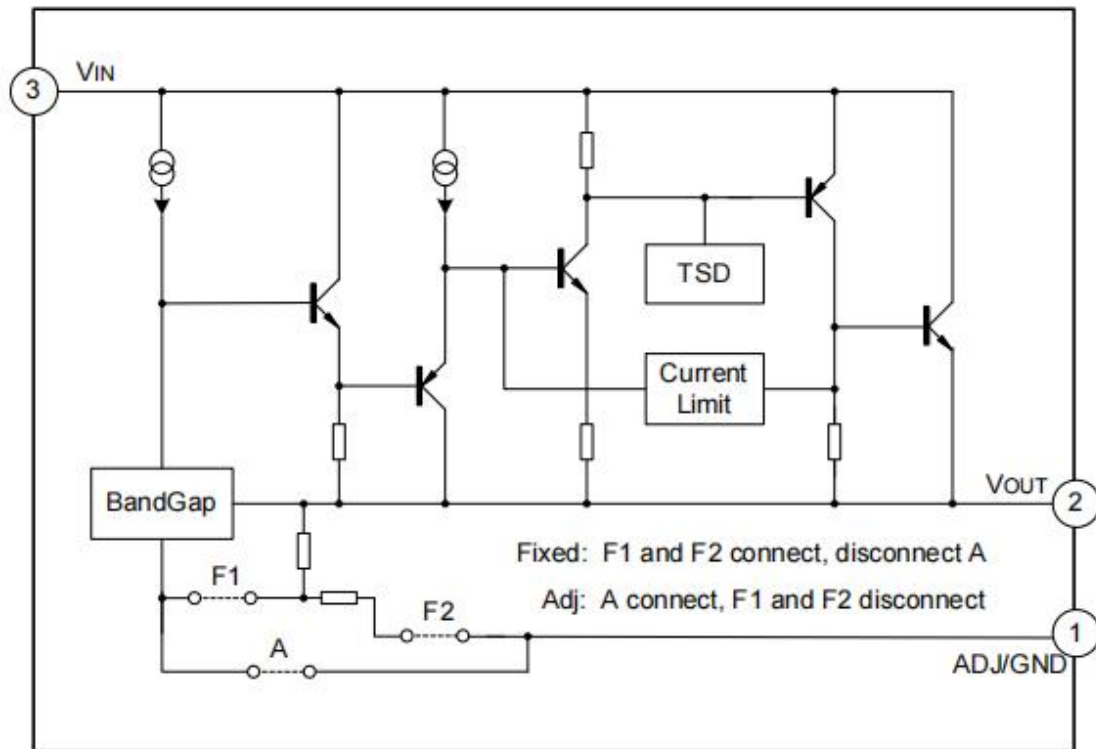 3
VIN
TSD
Current
Limit
BandGap
VOUT
2
Fixed: F1 and F2 connect, disconnect A
F1
Adj: A connect, F1 and F2 disconnect
F2
1
A
ADJ/GND